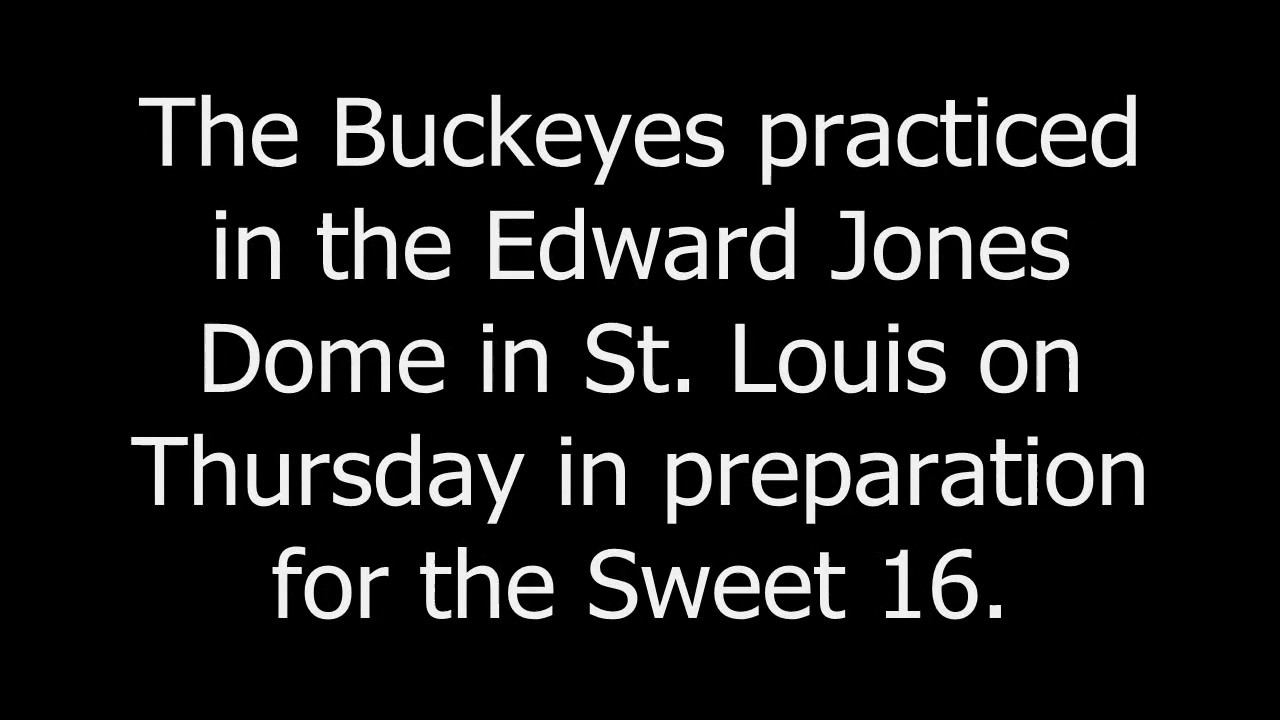 The Buckeyes practiced
in the Edward Jones
Dome in St. Louis on
Thursday in preparation
for the Sweet 16.